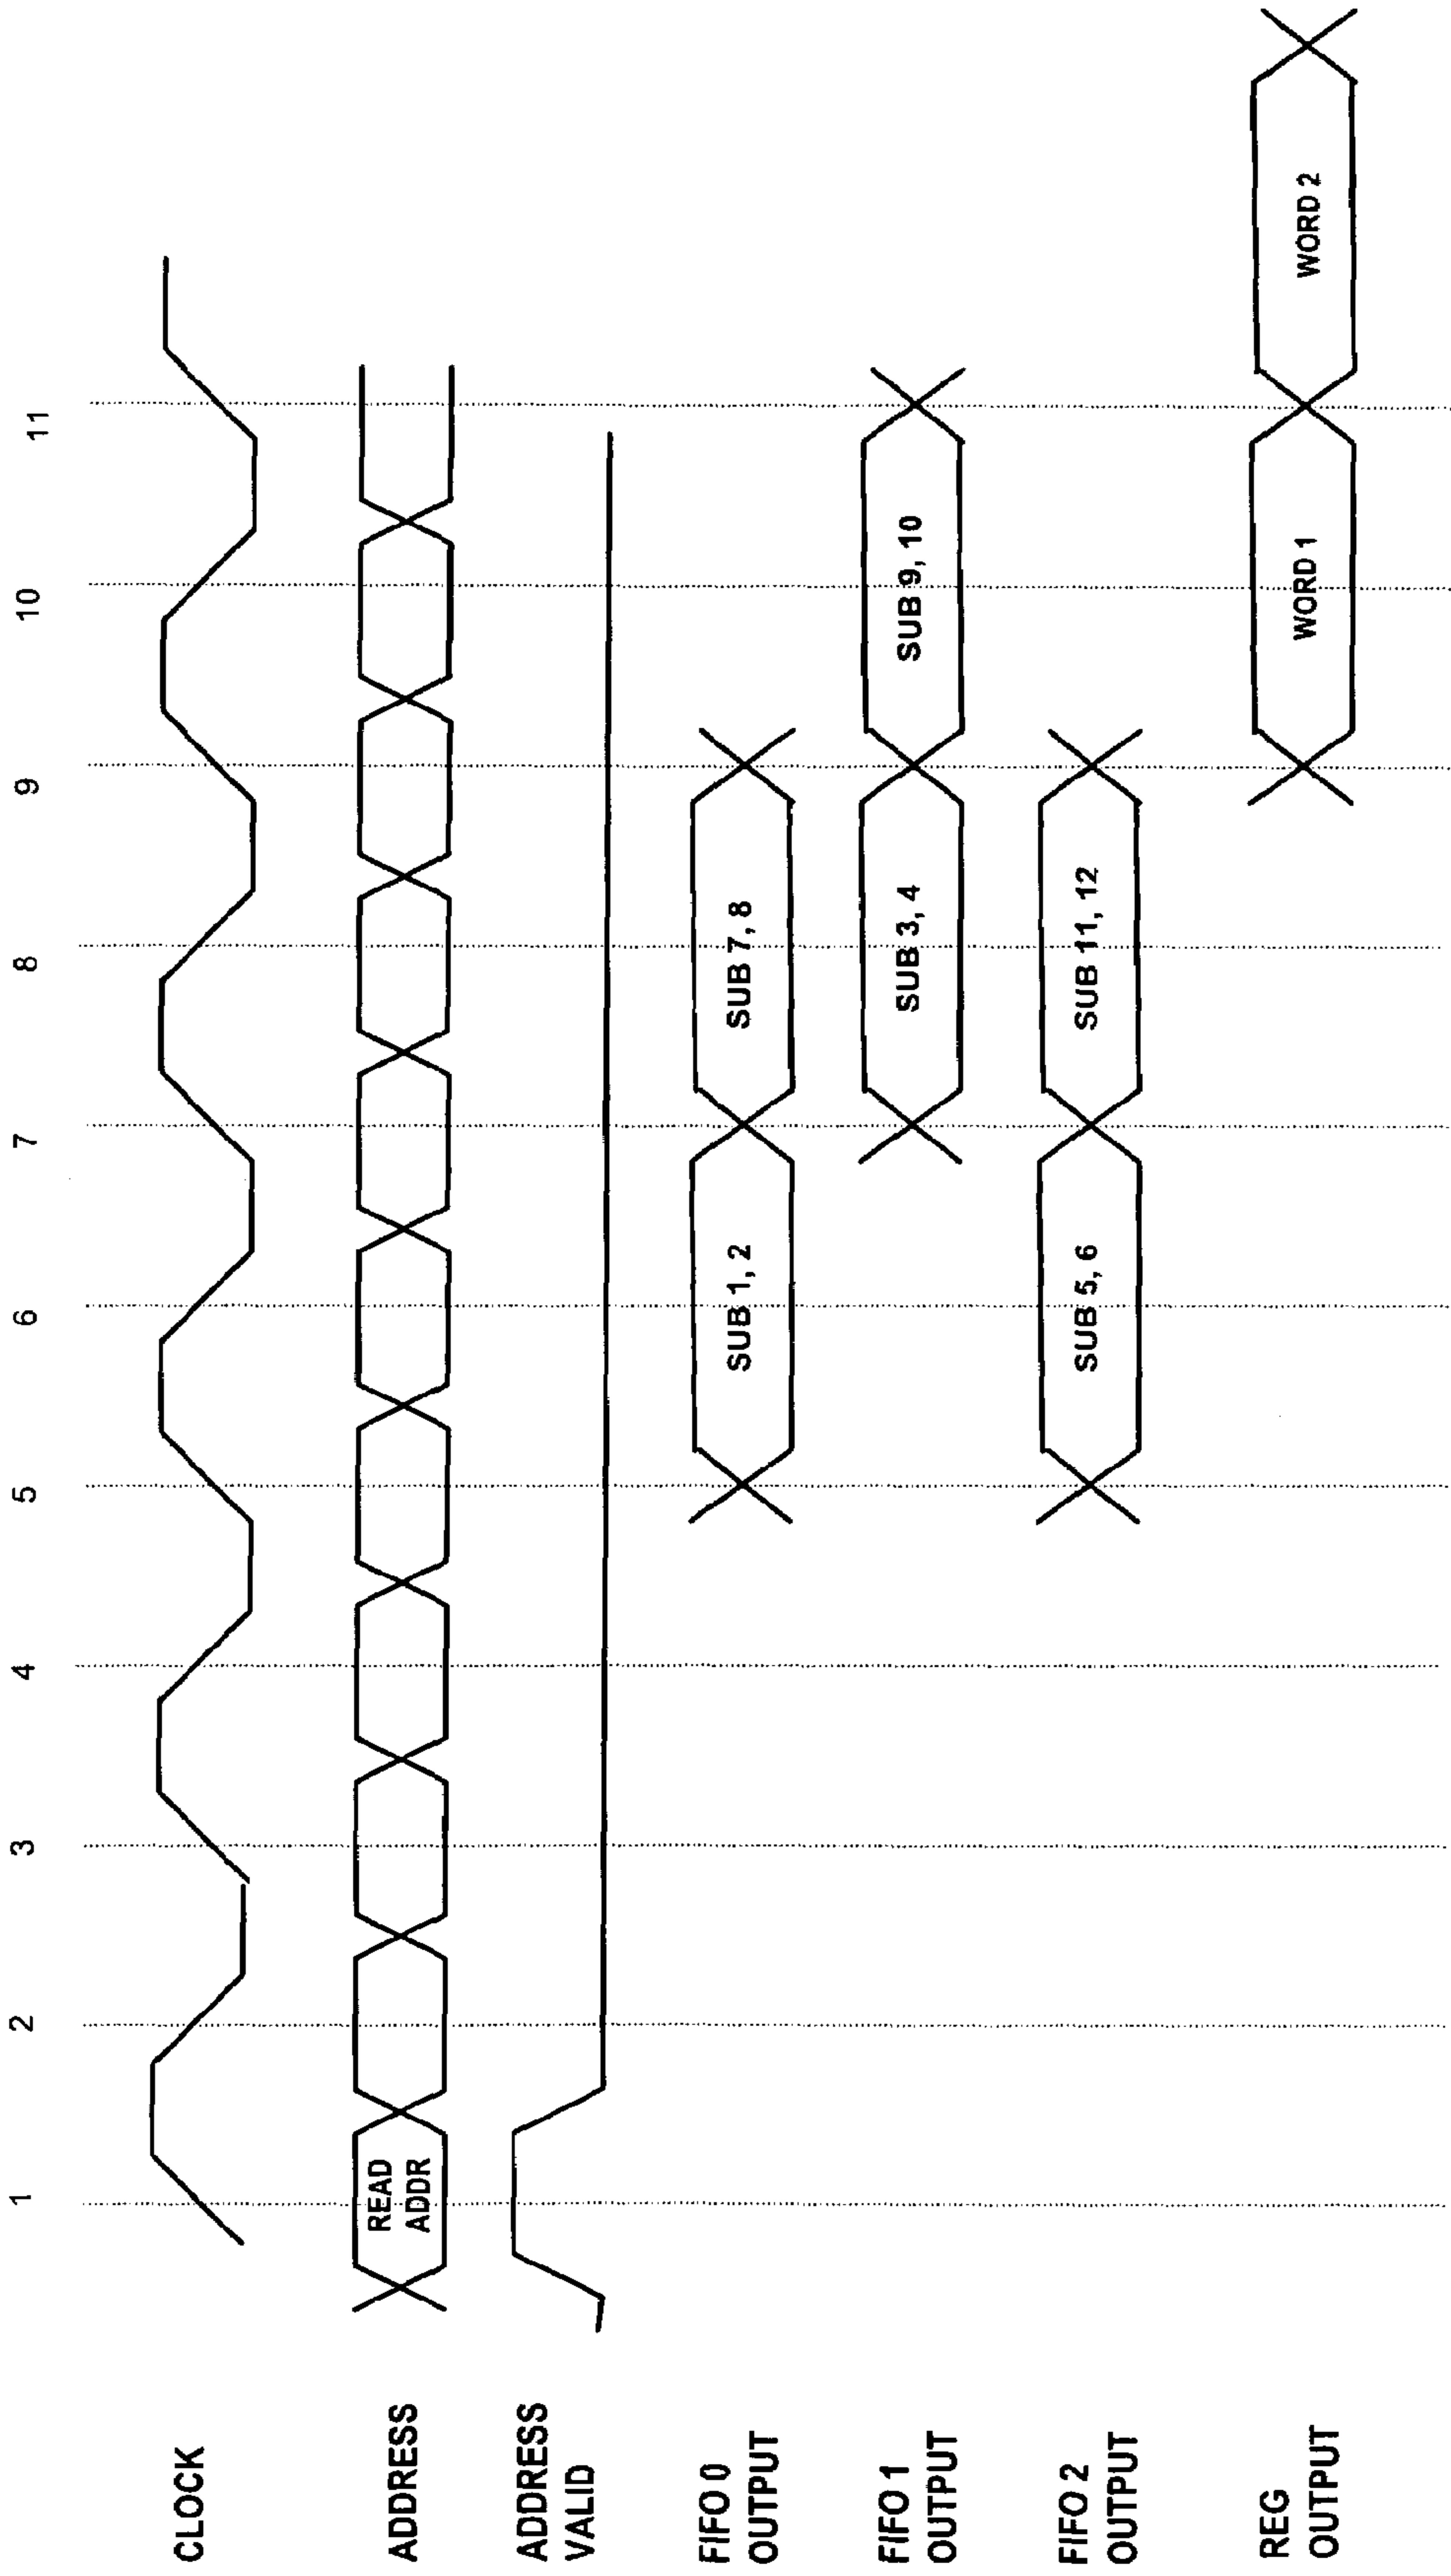 1 2 3 4 5 6 7 8 9 10 11
CLOCK
ADDRESS
READ
ADDR
ADDRESS
VALID
FIFO 0
OUTPUT
SUB 1, 2
SUB 7, 8
FIFO 1
OUTPUT
SUB 3, 4
SUB 9, 10
FIFO 2
OUTPUT
SUB 5, 6
SUB 11, 12
REG
OUTPUT
WORD 1
WORD 2